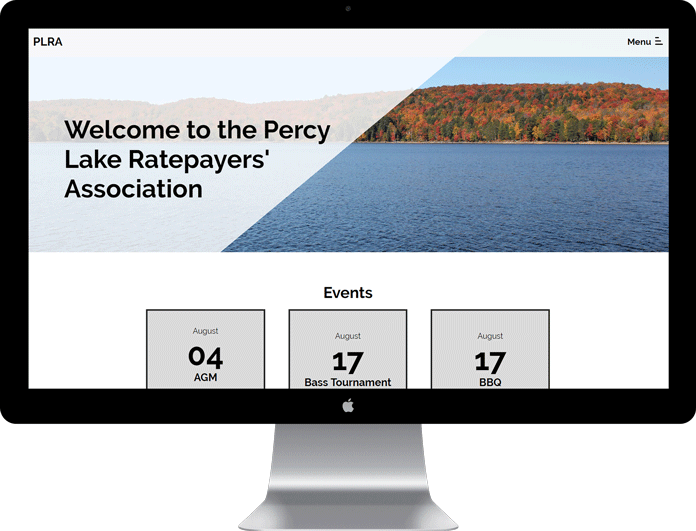 PLRA
Menu
Welcome to the Percy
Lake Ratepayers'
Association
Events
August
04
AGM
August
17
Bass Tournament
August
17
BBQ